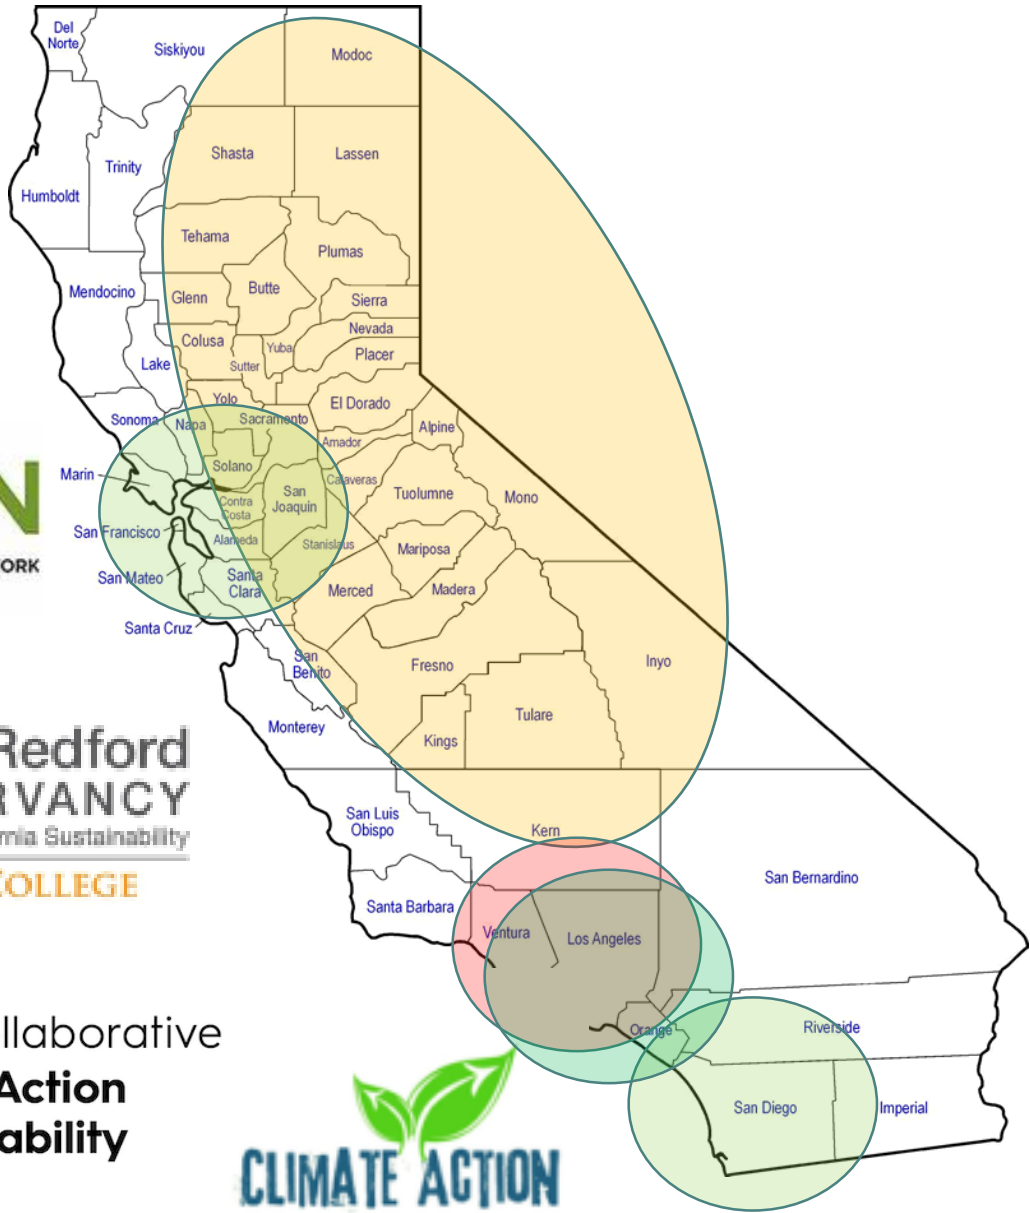 Del
Norte
Siskiyou
Modoc
Shasta
Lassen
Trinity
Humboldt
Tehama
Plumas
Mendocino
Glenn
Butte
Sierra
Nevada
Colusa
Yuba
Placer
Lake
Sutter
Yolo
El Dorado
Sonoma
Napa
Sacramento
Alpine
Amador
Solano
Marin
Calaveras
Contra
Costa
San
Joaquin
Tuolumne
Mono
San Francisco
Alameda
Stanislaus
Mariposa
San Mateo
Santa
Clara
Merced
Madera
Santa Cruz
San
Benito
Fresno
Inyo
Monterey
Kings
Tulare
San Luis
Obispo
Kern
San Bernardino
Santa Barbara
Ventura
Los Angeles
Orange
Riverside
San Diego
Imperial
N
ORK
Redford
RVANCY
rnia Sustainability
COLLEGE
llaborative
Action
ability
CLIMATE ACTION